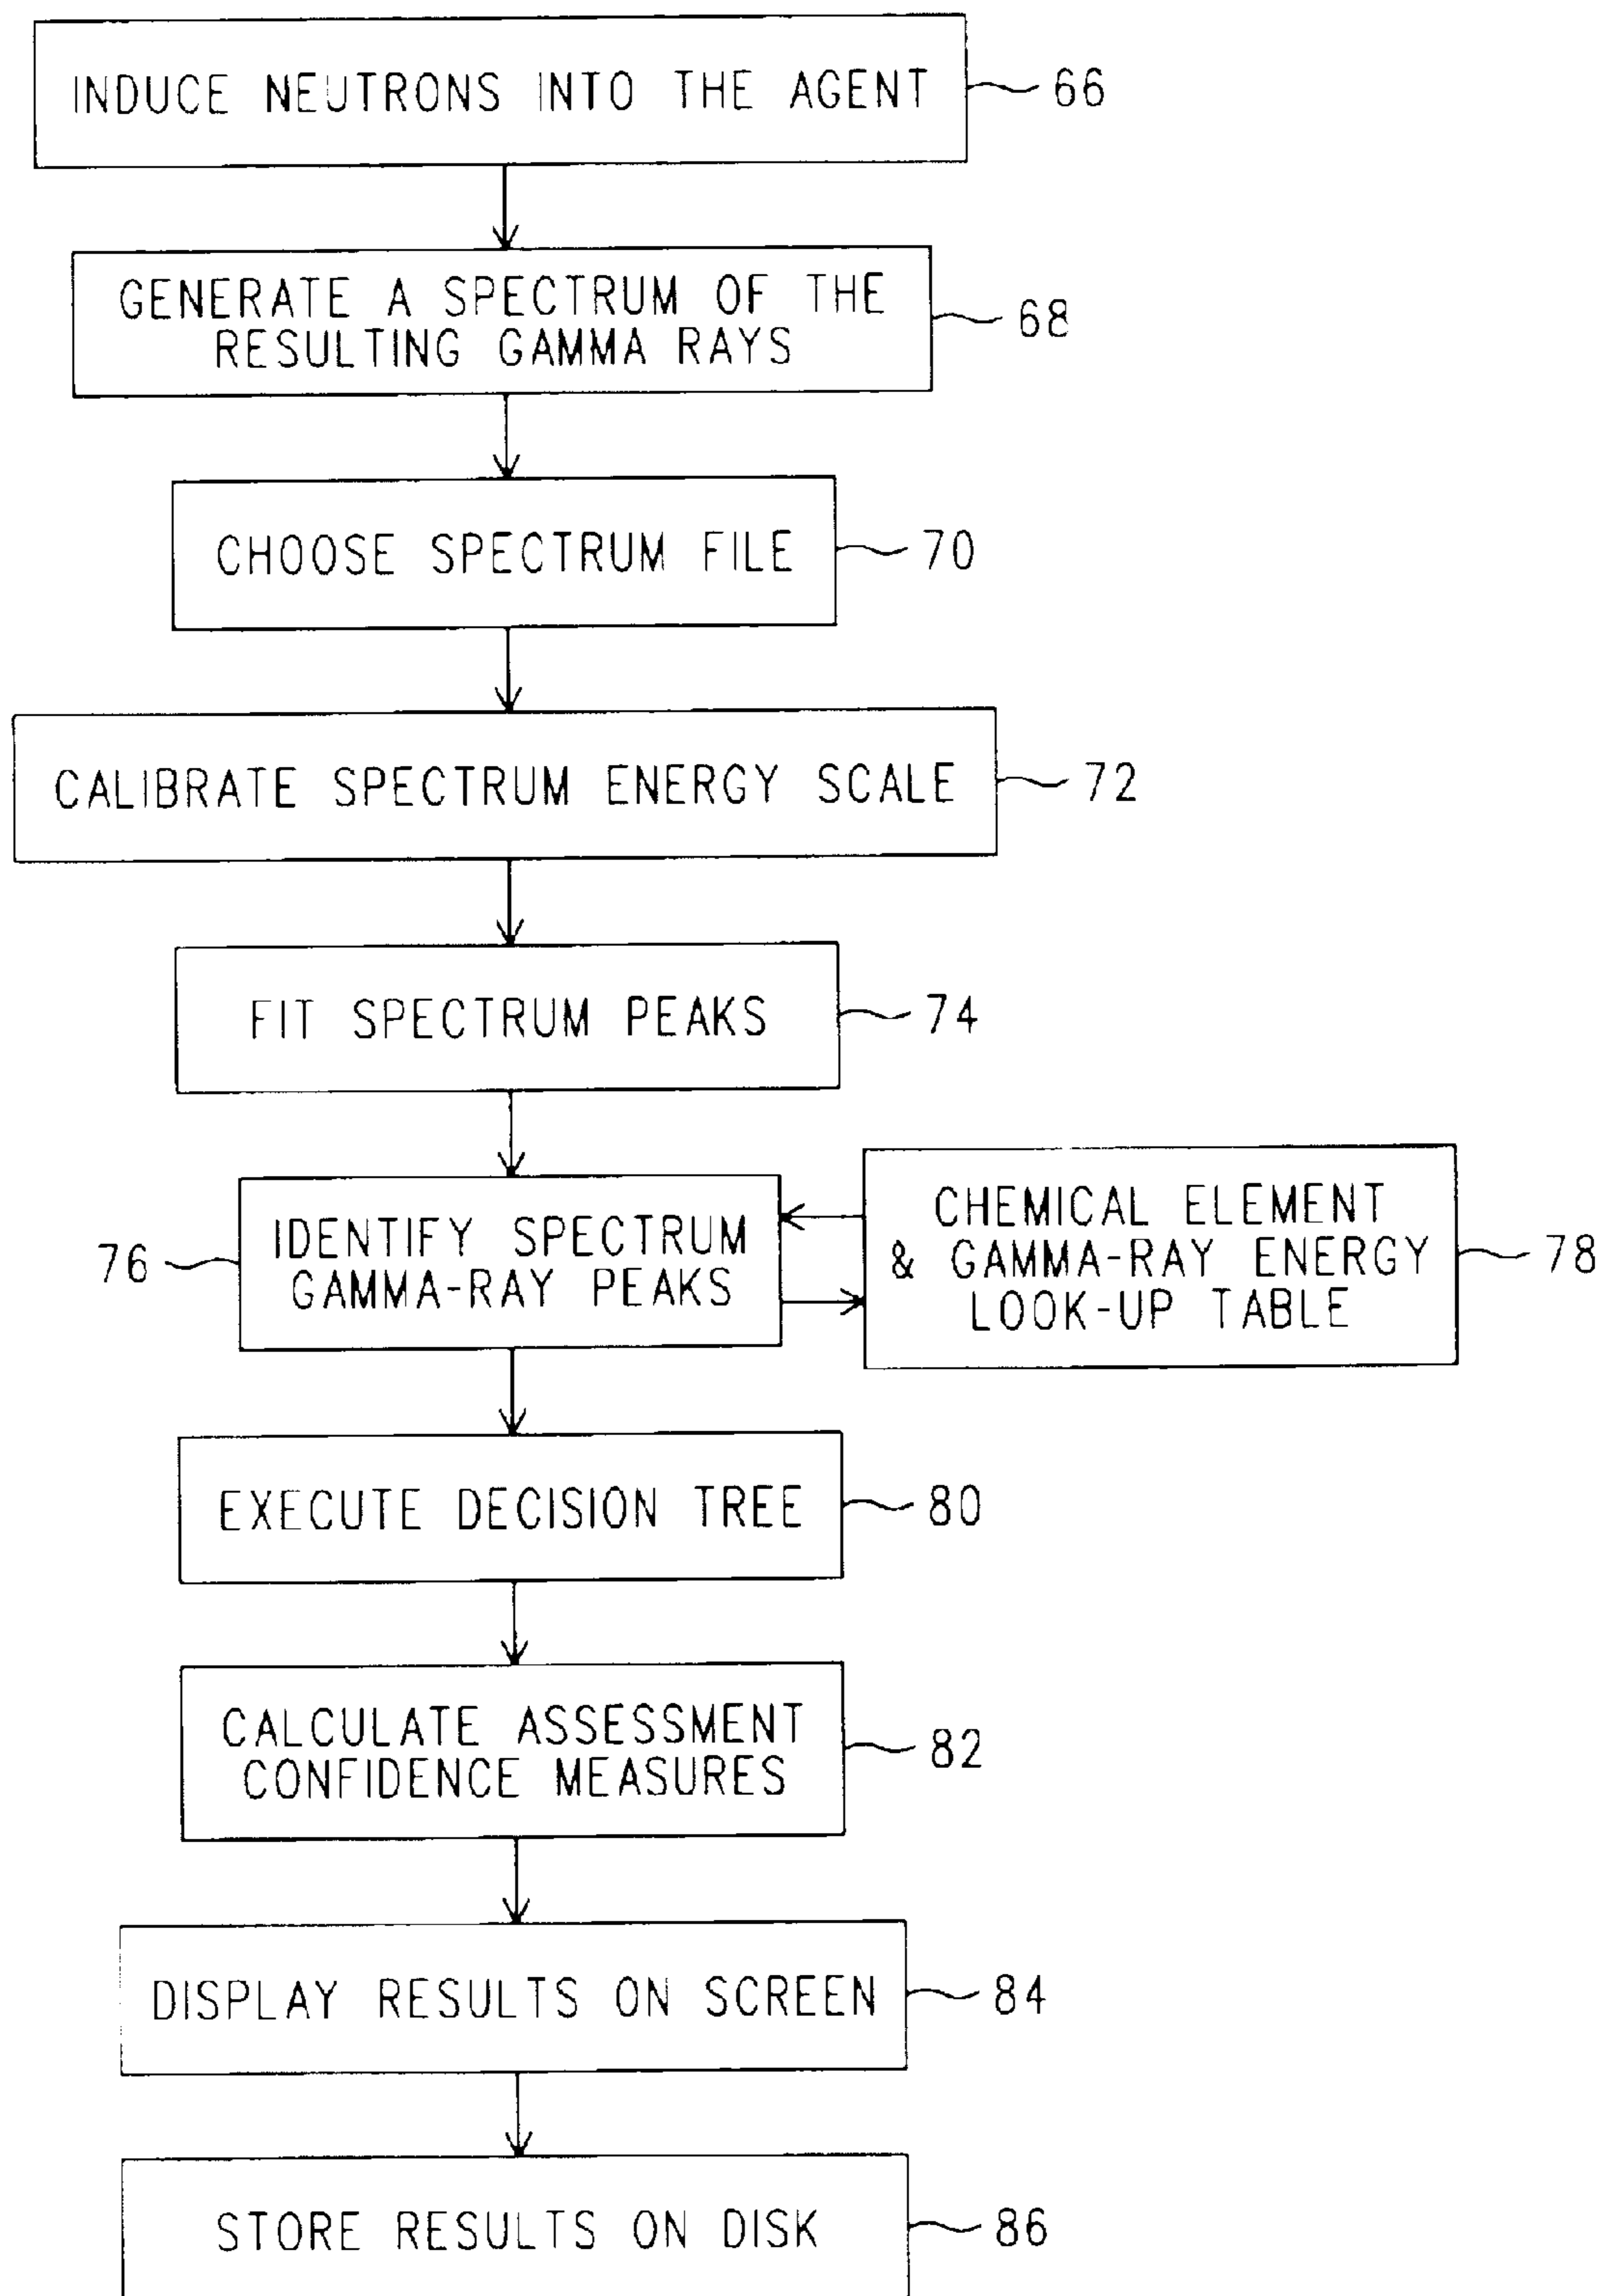 INDUCE NEUTRONS INTO THE AGENT
66
GENERATE A SPECTRUM OF THE
RESULTING GAMMA RAYS
68
CHOOSE SPECTRUM FILE
70
CALIBRATE SPECTRUM ENERGY SCALE
72
FIT SPECTRUM PEAKS
74
76
IDENTIFY SPECTRUM
GAMMA-RAY PEAKS
CHEMICAL ELEMENT
& GAMMA-RAY ENERGY
LOOK-UP TABLE
78
EXECUTE DECISION TREE
80
CALCULATE ASSESSMENT
CONFIDENCE MEASURES
82
DISPLAY RESULTS ON SCREEN
84
STORE RESULTS ON DISK
86